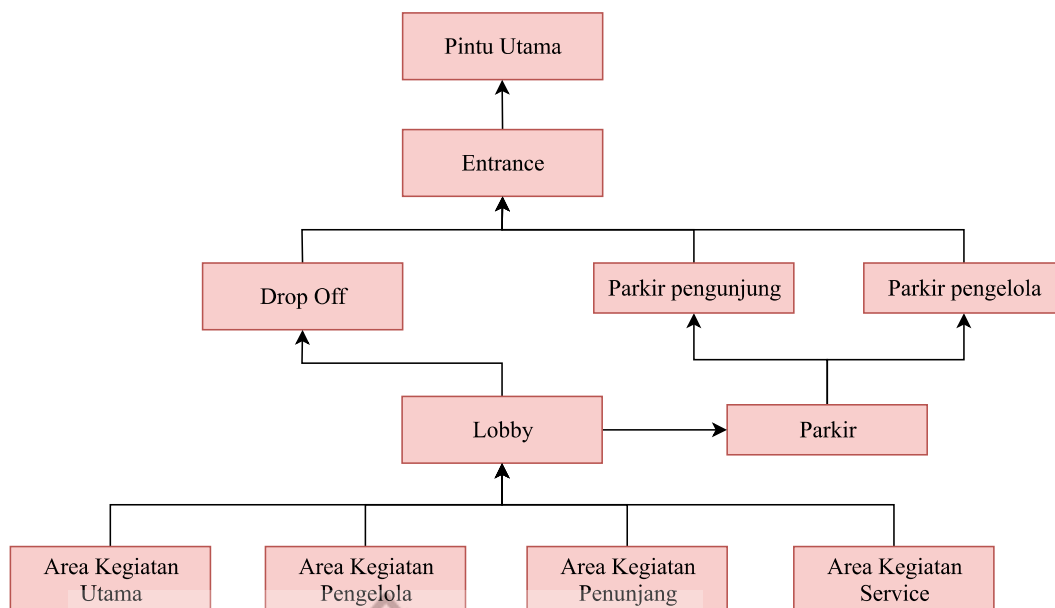 Pintu Utama
Entrance
Drop Off
Parkir pengunjung
Parkir pengelola
Lobby
Parkir
Area Kegiatan
Utama
Area Kegiatan
Pengelola
Area Kegiatan
Penunjang
Area Kegiatan
Service